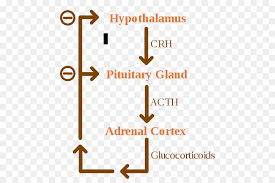 Hypothalamus
CRH
Pituitary Gland
ACTH
Adrenal Cortex
Glucocorticoids